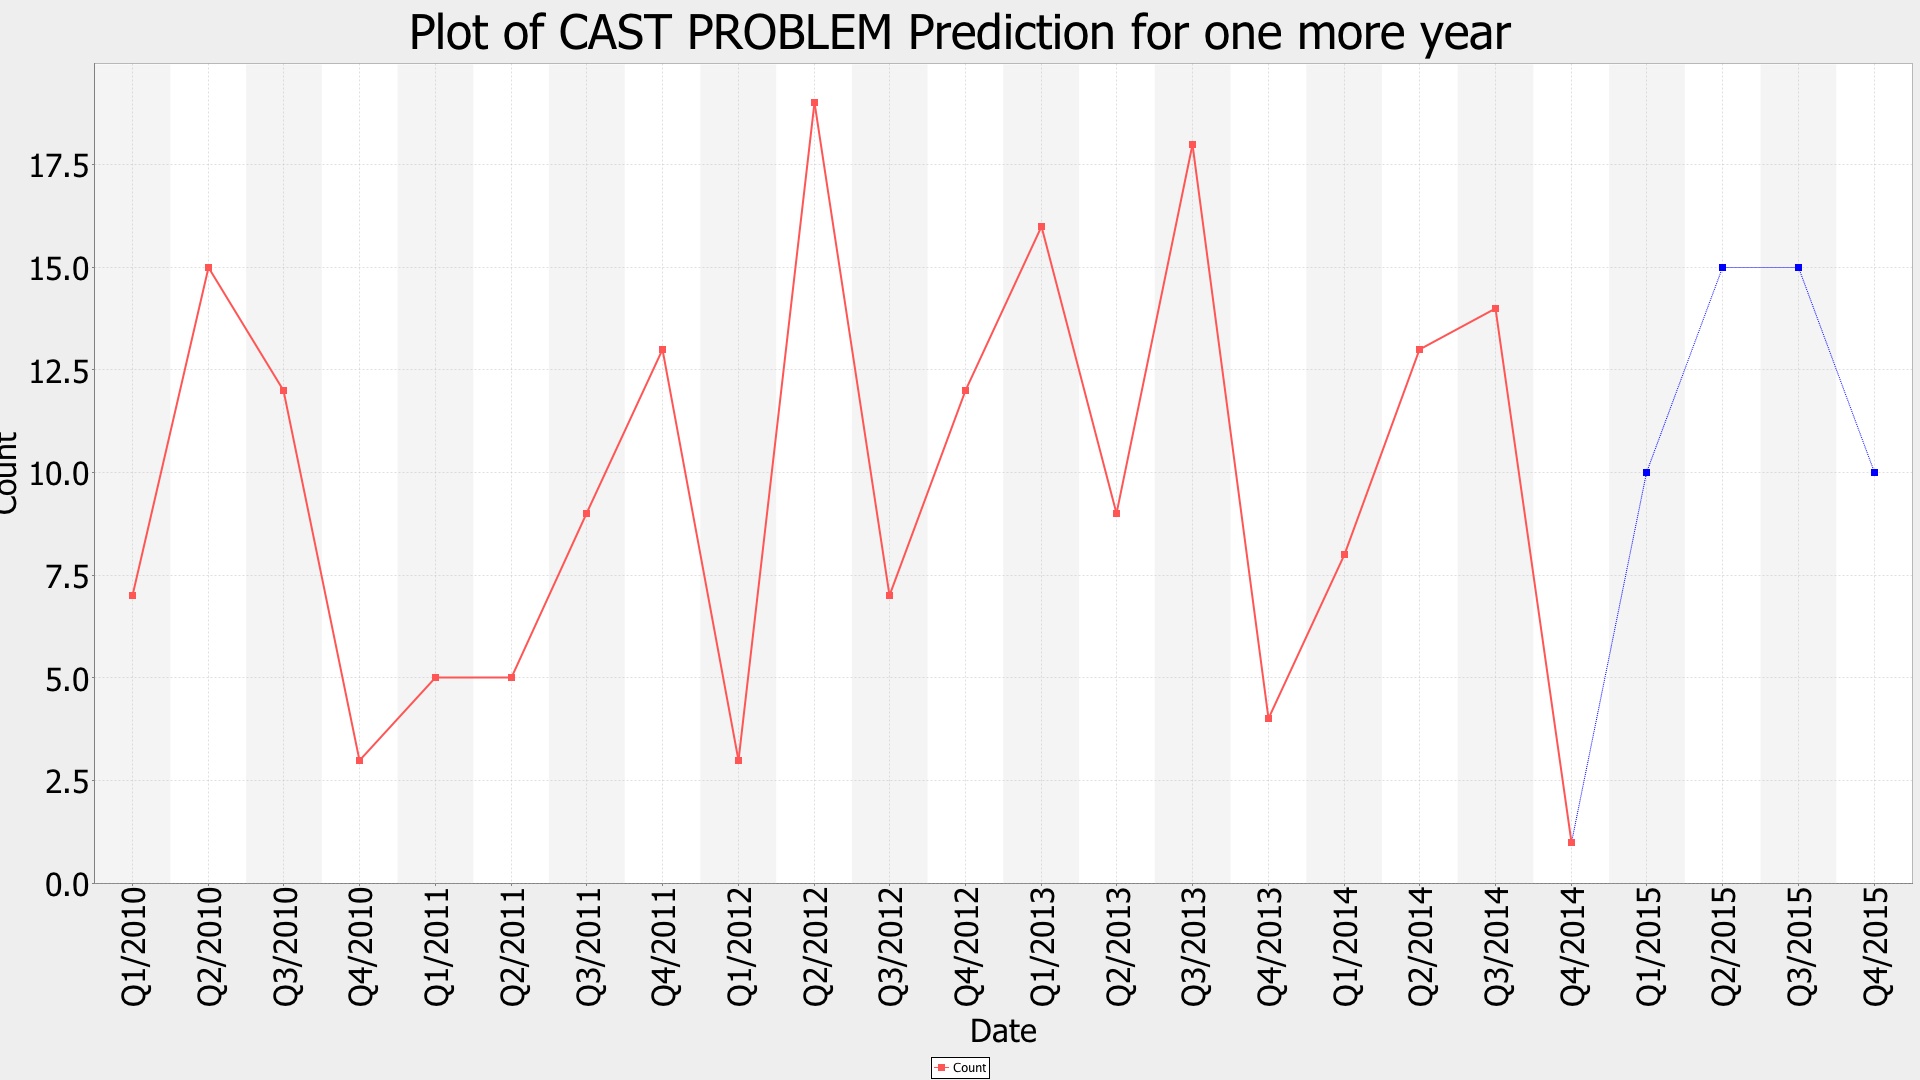 Plot of CAST PROBLEM Prediction for one more year
17.5
15.0
12.5
10.0
7.5
5.0
2.5
0.0
Count
Q1/2010
Q2/2010
Q3/2010
Q4/2010
Q1/2011
Q2/2011
Q3/2011
Q4/2011
Q1/2012
Q2/2012
Q3/2012
Q4/2012
Q1/2013
Q2/2013
Q3/2013
Q4/2013
Q1/2014
Q2/2014
Q3/2014
Q4/2014
Q1/2015
Q2/2015
Q3/2015
Q4/2015
Date
Count